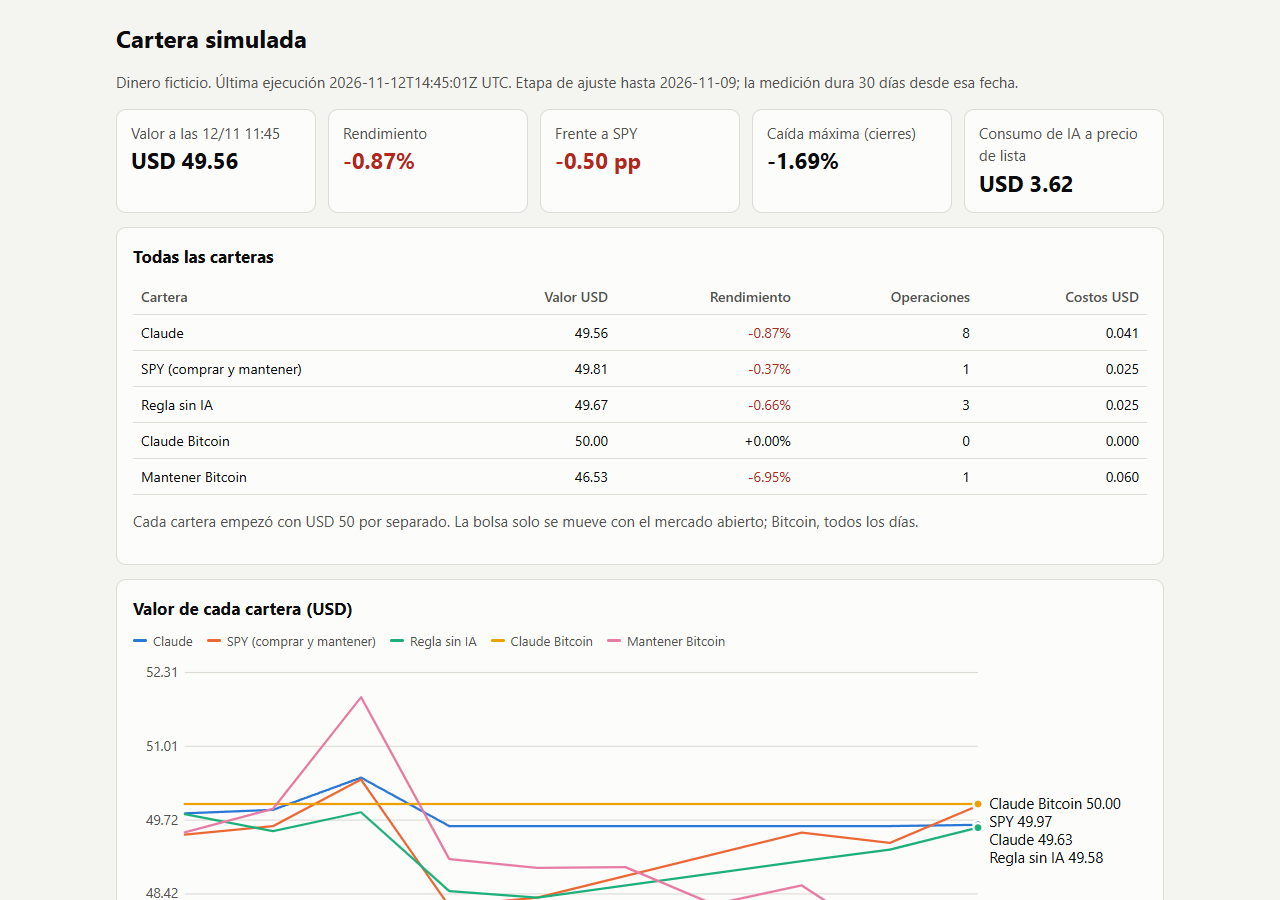 Cartera simulada
Dinero ficticio. Última ejecución 2026-11-12T14:45:01Z UTC. Etapa de ajuste hasta 2026-11-09; la medición dura 30 días desde esa fecha.
Valor a las 12/11 11:45
USD 49.56
Rendimiento
-0.87%
Frente a SPY
-0.50 pp
Caída máxima (cierres)
-1.69%
Consumo de IA a precio
de lista
USD 3.62
Todas las carteras
Cartera Valor USD Rendimiento Operaciones Costos USD
Claude 49.56 -0.87% 8 0.041
SPY (comprar y mantener) 49.81 -0.37% 1 0.025
Regla sin IA 49.67 -0.66% 3 0.025
Claude Bitcoin 50.00 +0.00% 0 0.000
Mantener Bitcoin 46.53 -6.95% 1 0.060
Cada cartera empezó con USD 50 por separado. La bolsa solo se mueve con el mercado abierto; Bitcoin, todos los días.
Valor de cada cartera (USD)
Claude SPY (comprar y mantener) Regla sin IA Claude Bitcoin Mantener Bitcoin
52.31
51.01
49.72
48.42
Claude Bitcoin 50.00
SPY 49.97
Claude 49.63
Regla sin IA 49.58